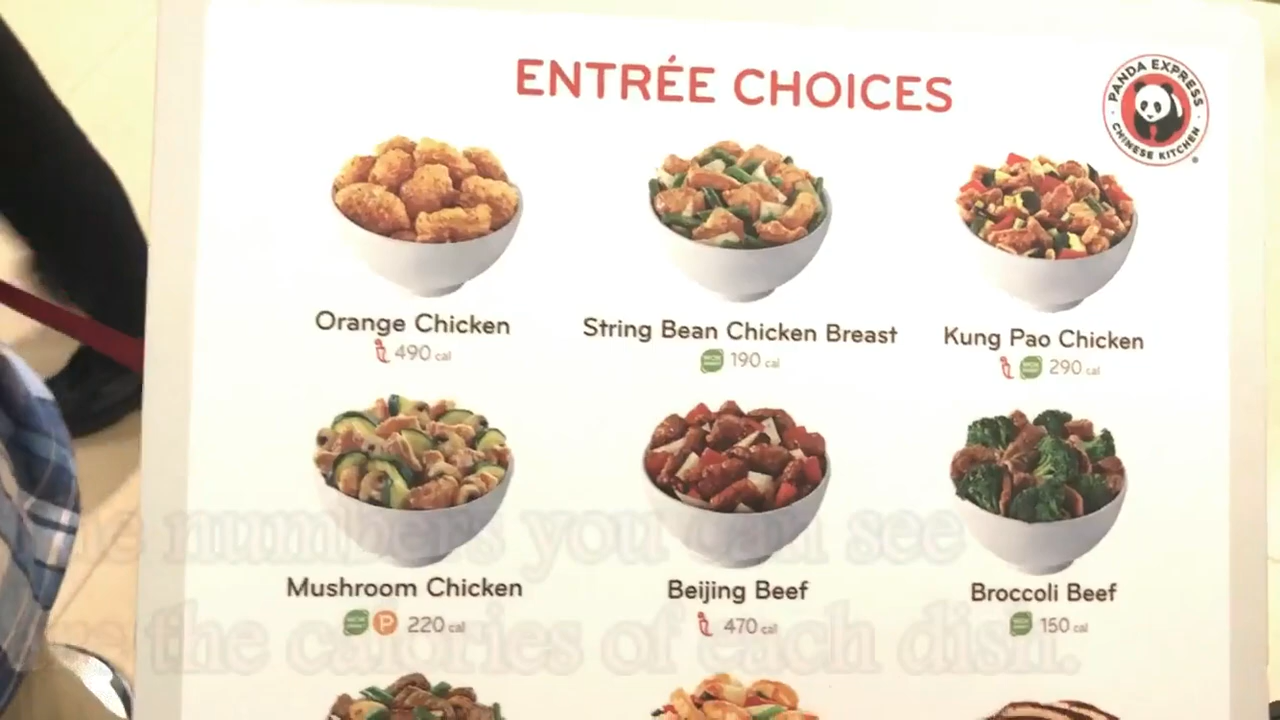 ENTRÉE CHOICES
PANDA EXPRESS
CHINESE KITCHEN
Orange Chicken
490 cal
String Bean Chicken Breast
190 cal
Kung Pao Chicken
290 cal
Mushroom Chicken
P 220 cal
Beijing Beef
470 cal
Broccoli Beef
150 cal
numbers you can see
the calories of each dish.